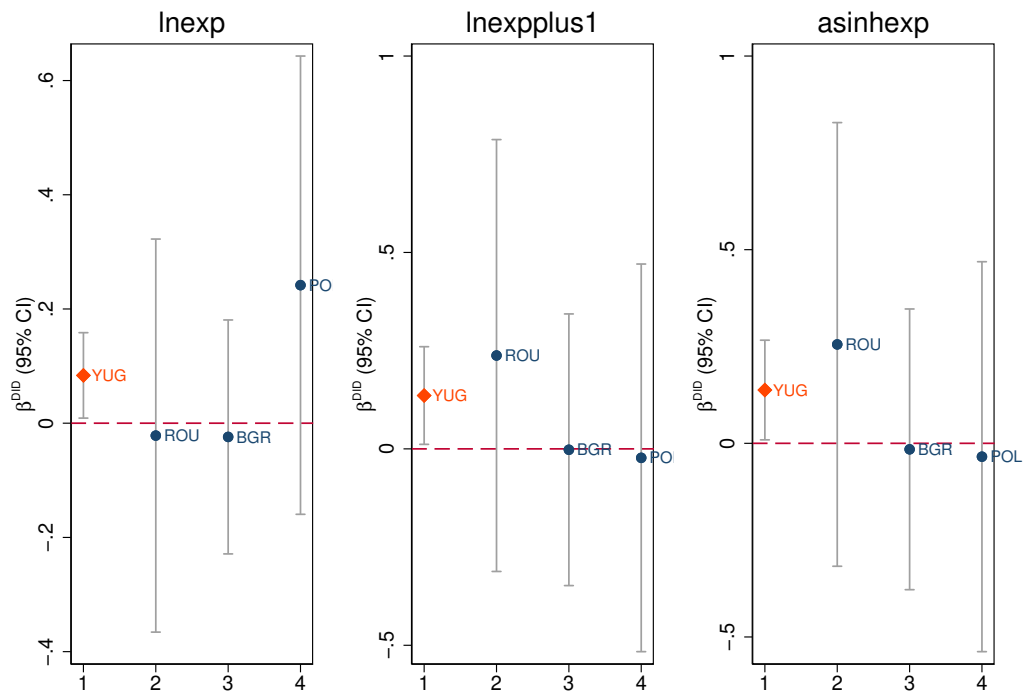 lnexp
β^DID (95% CI)
.6
.4
.2
0
−.2
−.4
YUG
ROU
BGR
PO
1 2 3 4
lnexpplus1
β^DID (95% CI)
1
.5
0
−.5
YUG
ROU
BGR
POL
1 2 3 4
asinhexp
β^DID (95% CI)
1
.5
0
−.5
YUG
ROU
BGR
POL
1 2 3 4